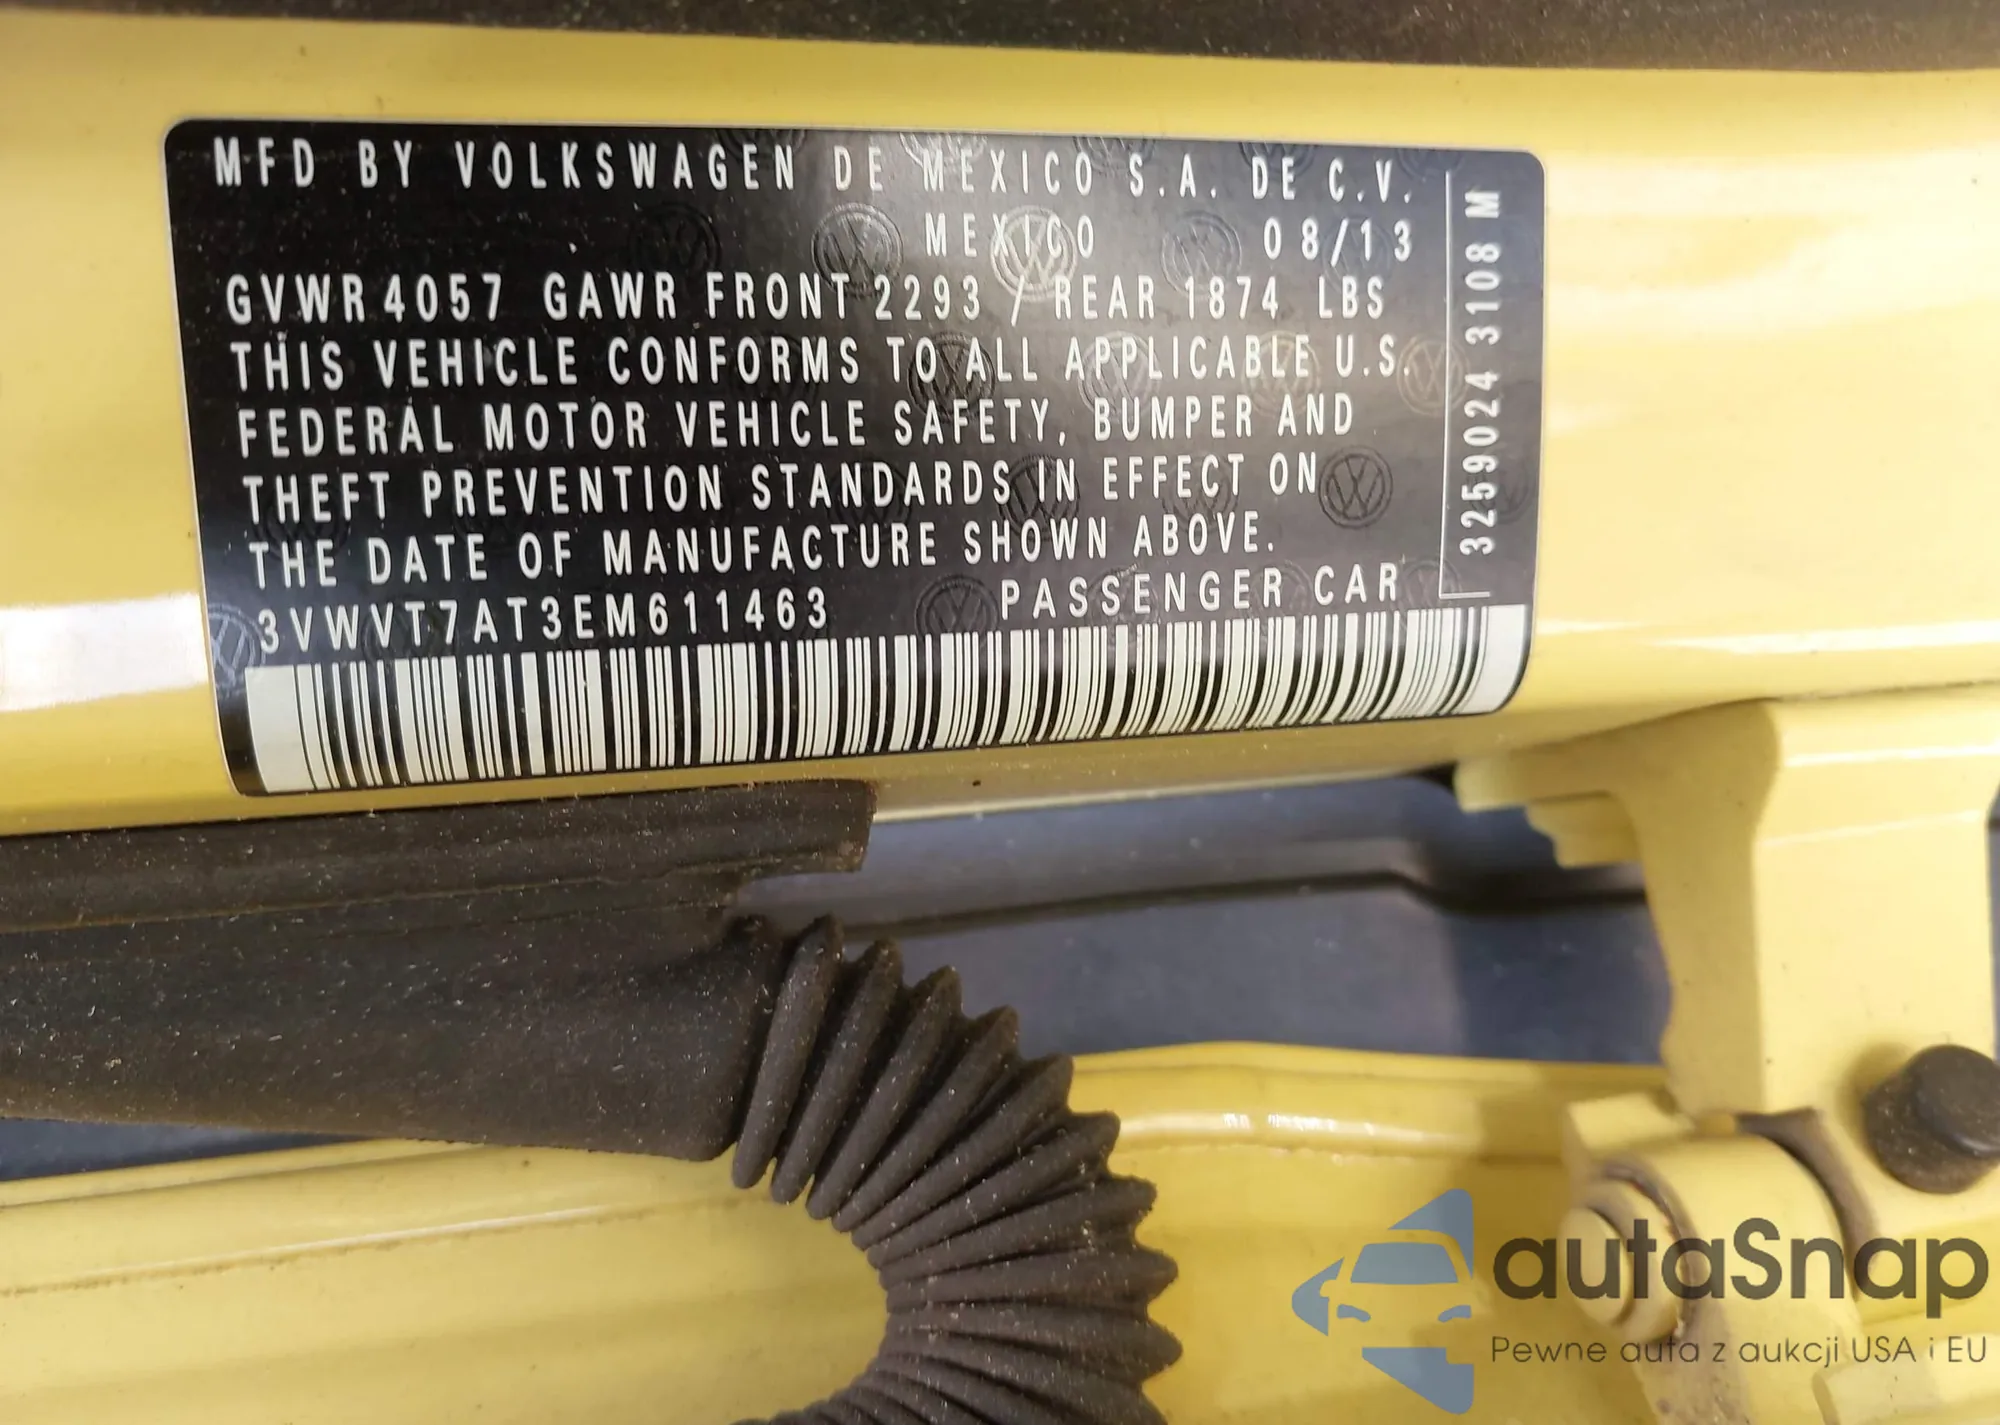 MFD BY VOLKSWAGEN DE MEXICO S.A. DE C.V.
MEXICO 08/13
GVWR 4057 GAWR FRONT 2293 / REAR 1874 LBS
THIS VEHICLE CONFORMS TO ALL APPLICABLE U.S.
FEDERAL MOTOR VEHICLE SAFETY, BUMPER AND
THEFT PREVENTION STANDARDS IN EFFECT ON
THE DATE OF MANUFACTURE SHOWN ABOVE.
3VWVT7AT3EM611463 PASSENGER CAR
3259024 3108 M
autaSnap
Pewne auta z aukcji USA i EU